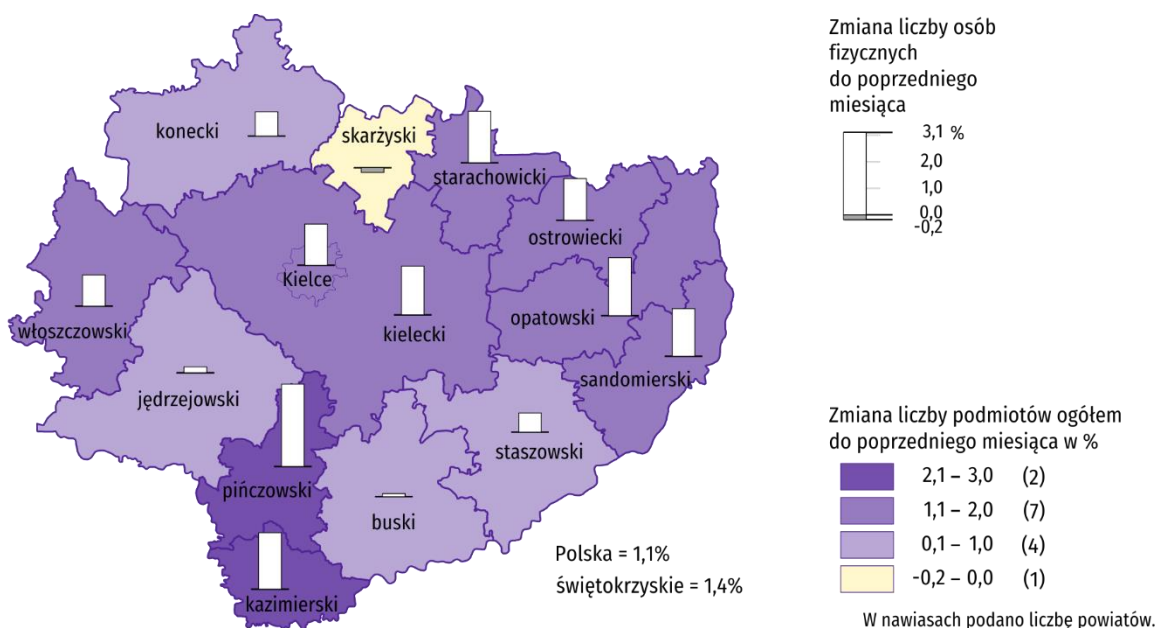 konecki
skarżyski
starachowicki
ostrowiecki
Kielce
włoszczowski
kielecki
opatowski
sandomierski
jędrzejowski
staszowski
pińczowski
buski
kazimierski
Polska = 1,1%
świętokrzyskie = 1,4%
Zmiana liczby osób
fizycznych
do poprzedniego
miesiąca
3,1 %
2,0
1,0
0,0
-0,2
Zmiana liczby podmiotów ogółem
do poprzedniego miesiąca w %
2,1 – 3,0 (2)
1,1 – 2,0 (7)
0,1 – 1,0 (4)
-0,2 – 0,0 (1)
W nawiasach podano liczbę powiatów.